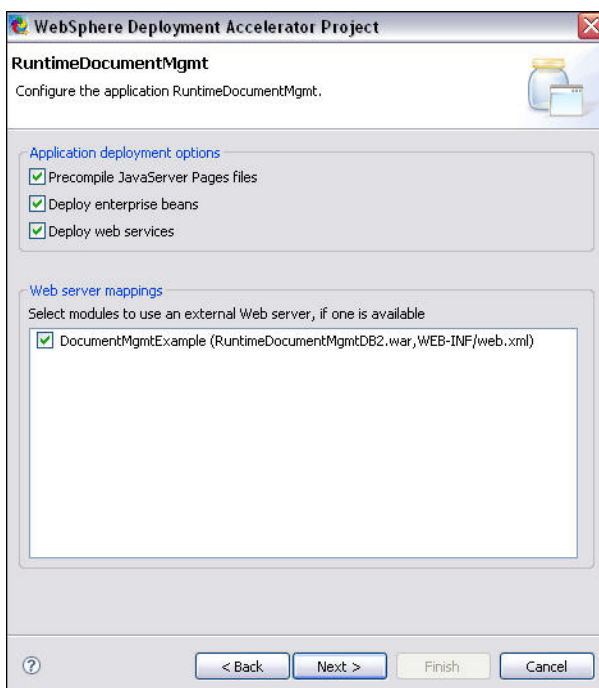 WebSphere Deployment Accelerator Project
RuntimeDocumentMgmt
Configure the application RuntimeDocumentMgmt.
Application deployment options
Precompile JavaServer Pages files
Deploy enterprise beans
Deploy web services
Web server mappings
Select modules to use an external Web server, if one is available
DocumentMgmtExample (RuntimeDocumentMgmtDB2.war,WEB-INF/web.xml)
?
< Back
Next >
Finish
Cancel